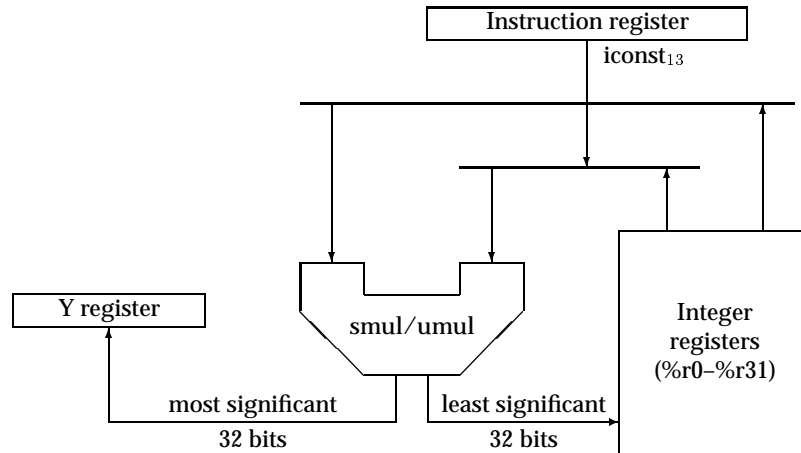 Instruction register
iconst₁₃
Y register
smul/umul
Integer
registers
(%r0–%r31)
most significant
32 bits
least significant
32 bits